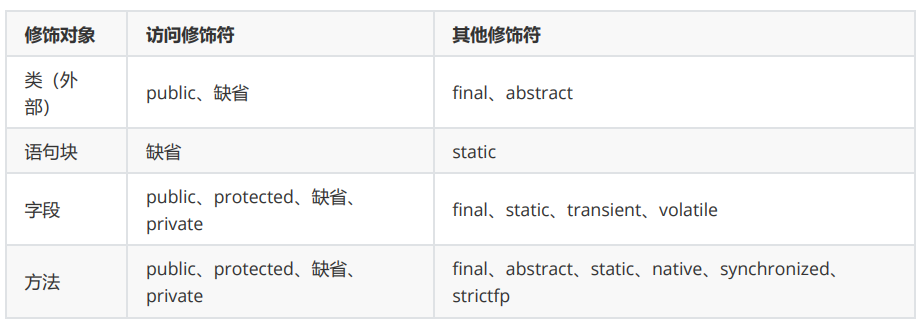 修饰对象 访问修饰符 其他修饰符
类（外
部）
public、缺省 final、abstract
语句块 缺省 static
字段
public、protected、缺省、
private
final、static、transient、volatile
方法
public、protected、缺省、
private
final、abstract、static、native、synchronized、
strictfp